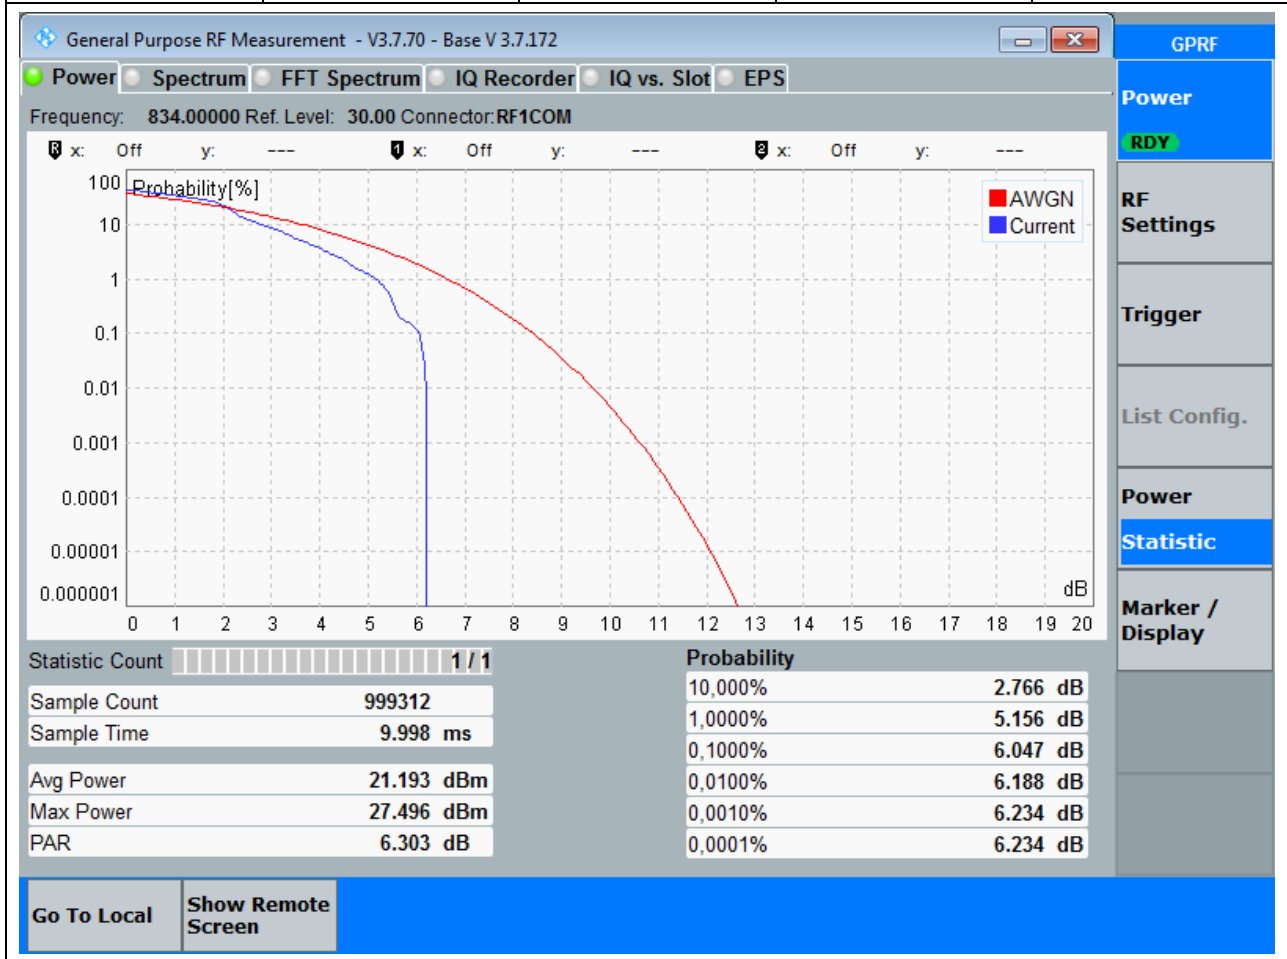 General Purpose RF Measurement - V3.7.70 - Base V 3.7.172
GPRF
Power Spectrum FFT Spectrum IQ Recorder IQ vs. Slot EPS
Frequency: 834.00000 Ref. Level: 30.00 Connector:RF1COM
R x: Off y: --- 1 x: Off y: --- 2 x: Off y: ---
Probability[%]
AWGN
Current
100
10
1
0.1
0.01
0.001
0.0001
0.00001
0.000001
dB
0 1 2 3 4 5 6 7 8 9 10 11 12 13 14 15 16 17 18 19 20
Statistic Count 1 / 1
Sample Count 999312
Sample Time 9.998 ms
Avg Power 21.193 dBm
Max Power 27.496 dBm
PAR 6.303 dB
Probability
10,000% 2.766 dB
1,0000% 5.156 dB
0,1000% 6.047 dB
0,0100% 6.188 dB
0,0010% 6.234 dB
0,0001% 6.234 dB
Power
RDY
RF
Settings
Trigger
List Config.
Power
Statistic
Marker /
Display
Go To Local
Show Remote
Screen